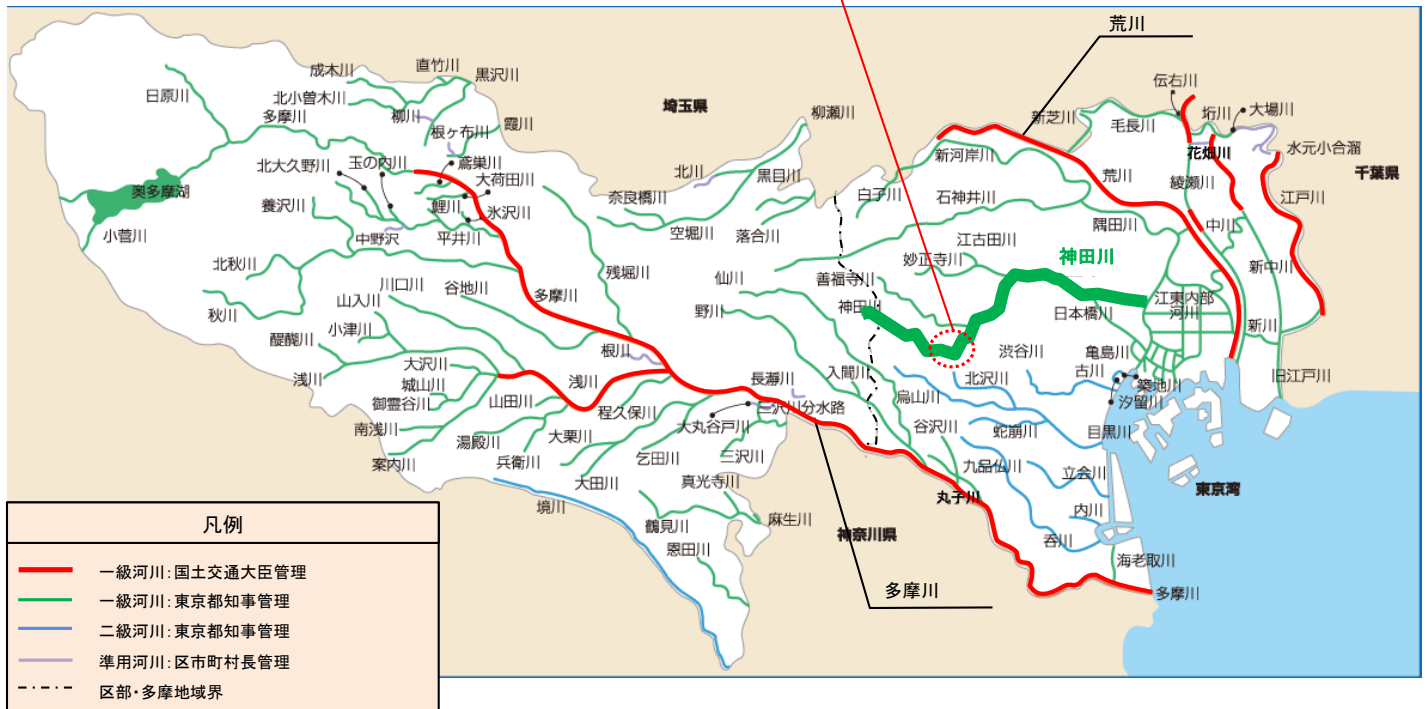 荒川
成木川
直竹川
黒沢川
伝右川
日原川
北小曽木川
埼玉県
柳瀬川
新芝川
毛長川
垳川
大場川
多摩川
柳川
根ヶ布川
霞川
花畑川
水元小合溜
千葉県
北大久野川
玉の内川
鳶巣川
大荷田川
北川
黒目川
新河岸川
荒川
綾瀬川
奥多摩湖
養沢川
鯉川
氷沢川
奈良橋川
白子川
石神井川
江戸川
小菅川
中野沢
平井川
空堀川
落合川
江古田川
隅田川
中川
北秋川
残堀川
仙川
善福寺川
妙正寺川
神田川
新中川
川口川
谷地川
多摩川
野川
神田川
日本橋川
江東内部
河川
山入川
秋川
小津川
醍醐川
新川
大沢川
根川
渋谷川
亀島川
浅川
城山川
浅川
長沼川
入間川
北沢川
古川
築地川
旧江戸川
御霊谷川
山田川
程久保川
三沢川分水路
烏山川
汐留川
南浅川
湯殿川
大栗川
大丸谷戸川
谷沢川
蛇崩川
目黒川
案内川
兵衛川
乞田川
三沢川
九品仏川
立会川
大田川
真光寺川
丸子川
東京湾
境川
鶴見川
麻生川
神奈川県
内川
呑川
恩田川
海老取川
多摩川
多摩川
凡例
一級河川:国土交通大臣管理
一級河川:東京都知事管理
二級河川:東京都知事管理
準用河川:区市町村長管理
区部・多摩地域界